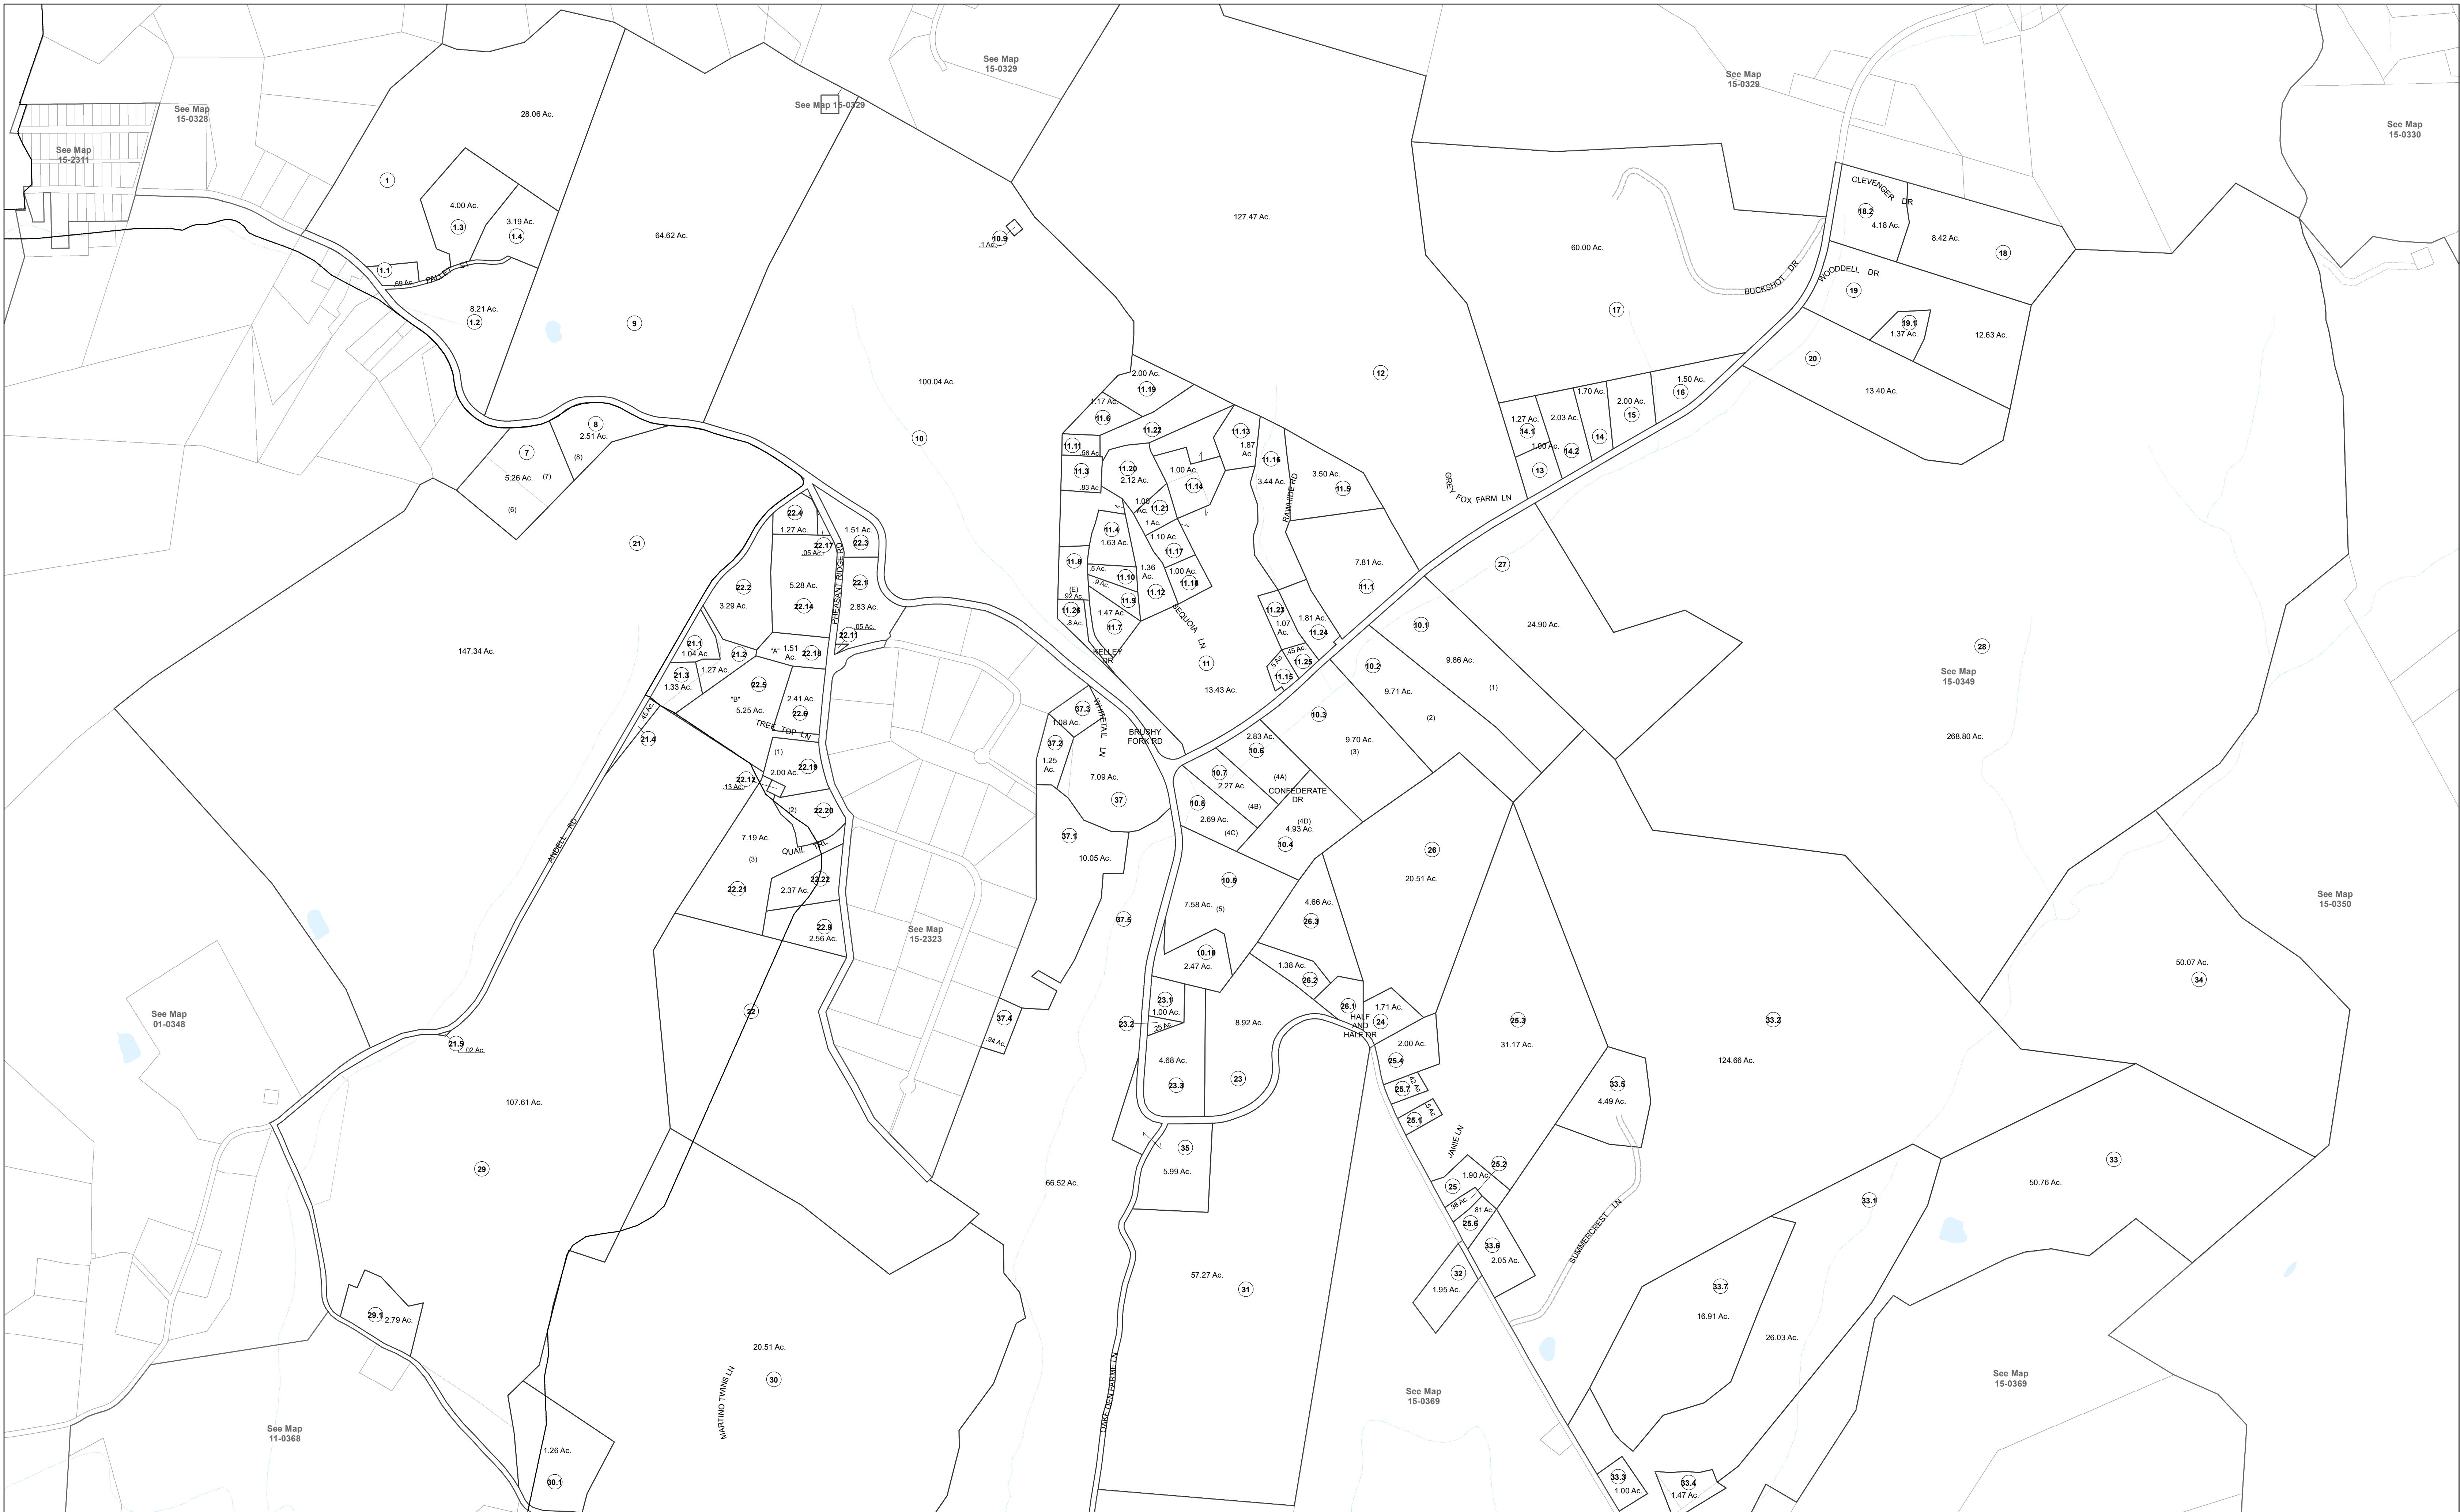 See Map
15-0328
See Map
15-2311
See Map 15-0329
See Map
15-0329
See Map
15-0329
See Map
15-0330
28.06 Ac.
1
4.00 Ac.
1.3
3.19 Ac.
1.4
1.1
.69 Ac.
PALLET ST
8.21 Ac.
1.2
64.62 Ac.
9
10.9
.1 Ac.
127.47 Ac.
12
60.00 Ac.
17
BUCKSHOT DR
CLEVENGER DR
18.2
4.18 Ac.
8.42 Ac.
18
WOODDELL DR
19
19.1
1.37 Ac.
12.63 Ac.
20
13.40 Ac.
100.04 Ac.
10
2.00 Ac.
11.19
1.17 Ac.
11.6
11.22
11.11
.56 Ac.
11.3
.83 Ac.
11.20
2.12 Ac.
11.13
1.87
Ac.
1.00 Ac.
11.14
11.16
3.44 Ac.
RAWHIDE RD
3.50 Ac.
11.5
1.00
Ac.
11.21
.1 Ac.
11.4
1.63 Ac.
1.10 Ac.
11.17
11.8
.5 Ac.
11.10
1.36
Ac.
1.00 Ac.
11.18
.9 Ac.
11.12
(E)
.92 Ac.
11.9
11.26
.8 Ac.
1.47 Ac.
11.7
SEQUOIA LN
KELLEY
DR
11
13.43 Ac.
7.81 Ac.
11.1
11.23
1.07
Ac.
1.81 Ac.
11.24
.45 Ac.
11.25
.5 Ac.
11.15
1.50 Ac.
16
1.70 Ac.
2.00 Ac.
15
2.03 Ac.
1.27 Ac.
14.1
14
1.00 Ac.
14.2
13
GREY FOX FARM LN
27
24.90 Ac.
7
5.26 Ac.
(7)
(6)
8
2.51 Ac.
(8)
21
147.34 Ac.
22.4
1.27 Ac.
22.17
.05 Ac.
1.51 Ac.
22.3
PHEASANT RIDGE RD
22.2
3.29 Ac.
5.28 Ac.
22.14
22.1
2.83 Ac.
.05 Ac.
22.11
21.1
1.04 Ac.
21.2
1.27 Ac.
21.3
1.33 Ac.
"A"
1.51
Ac.
22.18
22.5
"B"
5.25 Ac.
2.41 Ac.
22.6
TREE TOP LN
.45 Ac.
21.4
(1)
2.00 Ac.
22.19
22.12
.13 Ac.
(2)
22.20
7.19 Ac.
(3)
QUAIL TRL
22.21
22.22
2.37 Ac.
22.9
2.56 Ac.
See Map
15-2323
ANDELL RD
37.3
1.08 Ac.
WHITETAIL LN
37.2
1.25
Ac.
7.09 Ac.
37
BRUSHY
FORK RD
37.1
10.05 Ac.
37.5
37.4
.94 Ac.
10.1
9.86 Ac.
(1)
10.2
9.71 Ac.
(2)
10.3
9.70 Ac.
(3)
2.83 Ac.
10.6
10.7
2.27 Ac.
(4A)
CONFEDERATE
DR
(4B)
10.8
2.69 Ac.
(4C)
(4D)
4.93 Ac.
10.4
10.5
7.58 Ac.
(5)
10.10
2.47 Ac.
28
See Map
15-0349
268.80 Ac.
26
20.51 Ac.
4.66 Ac.
26.3
1.38 Ac.
26.2
26.1
HALF
AND
HALF DR
1.71 Ac.
24
23.1
1.00 Ac.
23.2
.25 Ac.
8.92 Ac.
23
4.68 Ac.
23.3
2.00 Ac.
25.4
.42 Ac.
25.7
.5 Ac.
25.1
25.3
31.17 Ac.
33.2
124.66 Ac.
See Map
15-0350
50.07 Ac.
34
33.5
4.49 Ac.
JANIE LN
25.2
1.90 Ac.
25
.38 Ac.
.81 Ac.
25.6
33.6
2.05 Ac.
32
1.95 Ac.
SUMMERCREST LN
33
50.76 Ac.
33.1
33.7
16.91 Ac.
26.03 Ac.
See Map
01-0348
21.5
.02 Ac.
107.61 Ac.
29
22
66.52 Ac.
35
5.99 Ac.
57.27 Ac.
31
29.1
2.79 Ac.
20.51 Ac.
30
MARTINO TWINS LN
OAKE DEN FARME LN
See Map
11-0368
1.26 Ac.
30.1
See Map
15-0369
See Map
15-0369
33.3
1.00 Ac.
33.4
1.47 Ac.